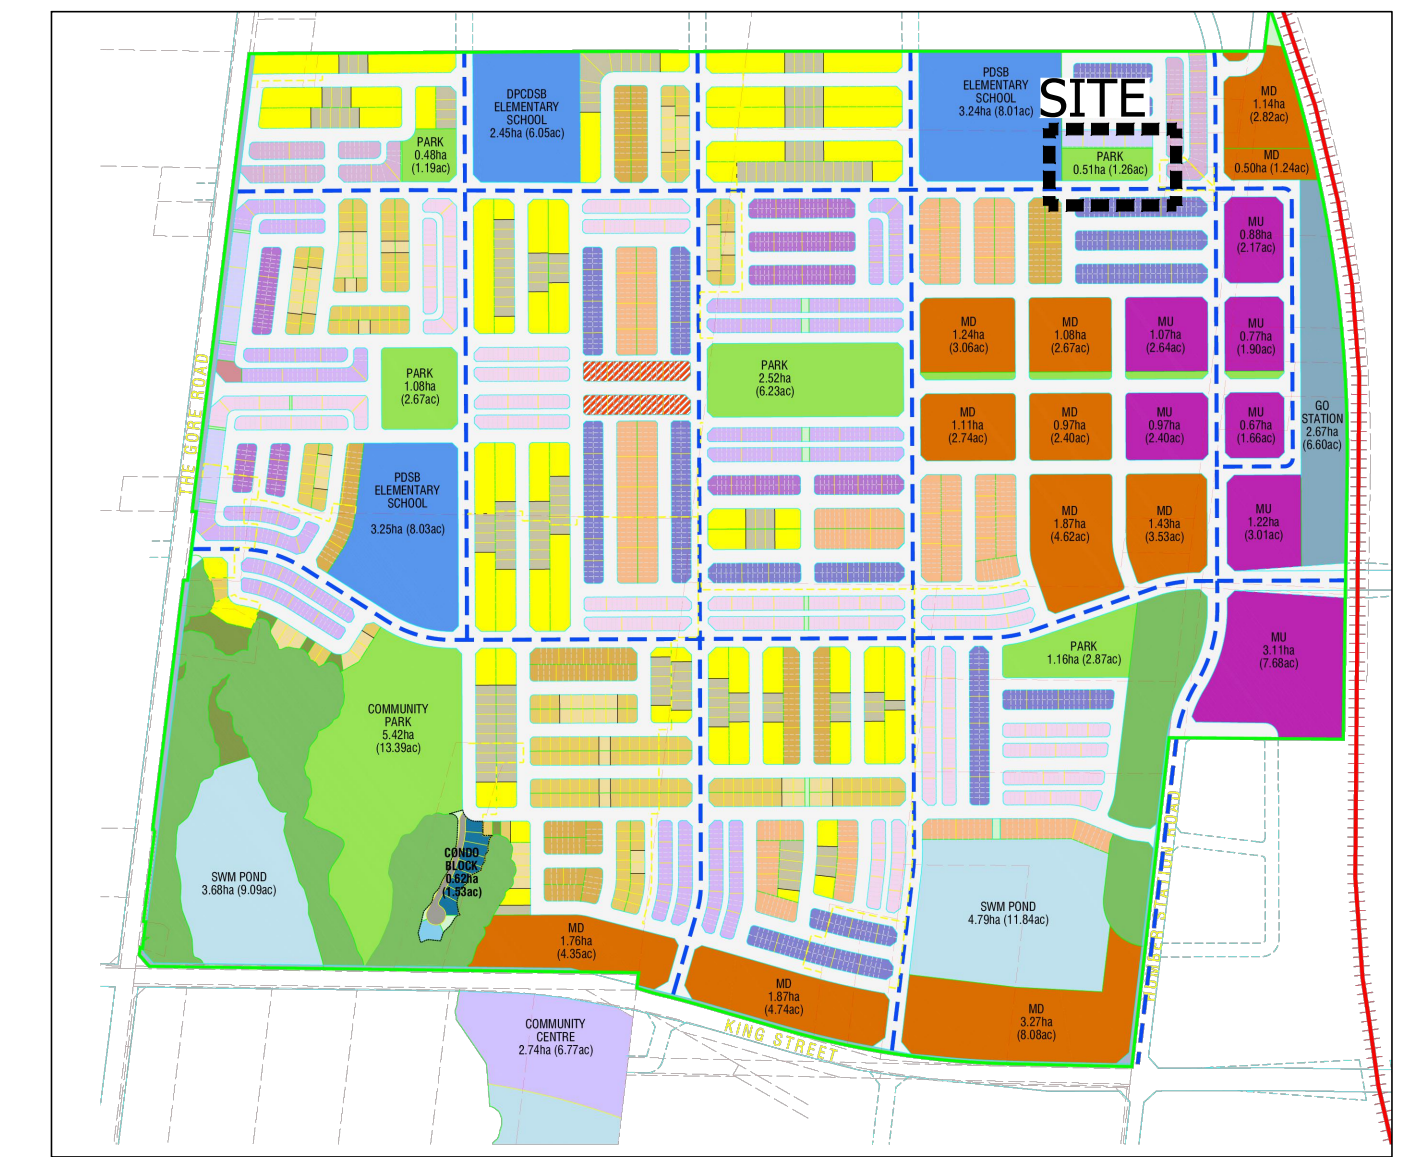 SITE
DPCDSB
ELEMENTARY
SCHOOL
2.45ha (6.05ac)
PDSB
ELEMENTARY
SCHOOL
3.24ha (8.01ac)
MD
1.14ha
(2.82ac)
PARK
0.48ha
(1.19ac)
PARK
0.51ha (1.26ac)
MD
0.50ha (1.24ac)
MU
0.88ha
(2.17ac)
MD
1.24ha
(3.06ac)
MD
1.08ha
(2.67ac)
MU
1.07ha
(2.64ac)
MU
0.77ha
(1.90ac)
THE GORE ROAD
PARK
1.08ha
(2.67ac)
PARK
2.52ha
(6.23ac)
MD
1.11ha
(2.74ac)
MD
0.97ha
(2.40ac)
MU
0.97ha
(2.40ac)
MU
0.67ha
(1.66ac)
GO
STATION
2.67ha
(6.60ac)
PDSB
ELEMENTARY
SCHOOL
3.25ha (8.03ac)
MD
1.87ha
(4.62ac)
MD
1.43ha
(3.53ac)
MU
1.22ha
(3.01ac)
PARK
1.16ha (2.87ac)
MU
3.11ha
(7.68ac)
COMMUNITY
PARK
5.42ha
(13.39ac)
CONDO
BLOCK
0.62ha
(1.53ac)
SWM POND
3.68ha (9.09ac)
SWM POND
4.79ha (11.84ac)
HUMBER STATION ROAD
MD
1.76ha
(4.35ac)
MD
1.87ha
(4.74ac)
MD
3.27ha
(8.08ac)
KING STREET
COMMUNITY
CENTRE
2.74ha (6.77ac)